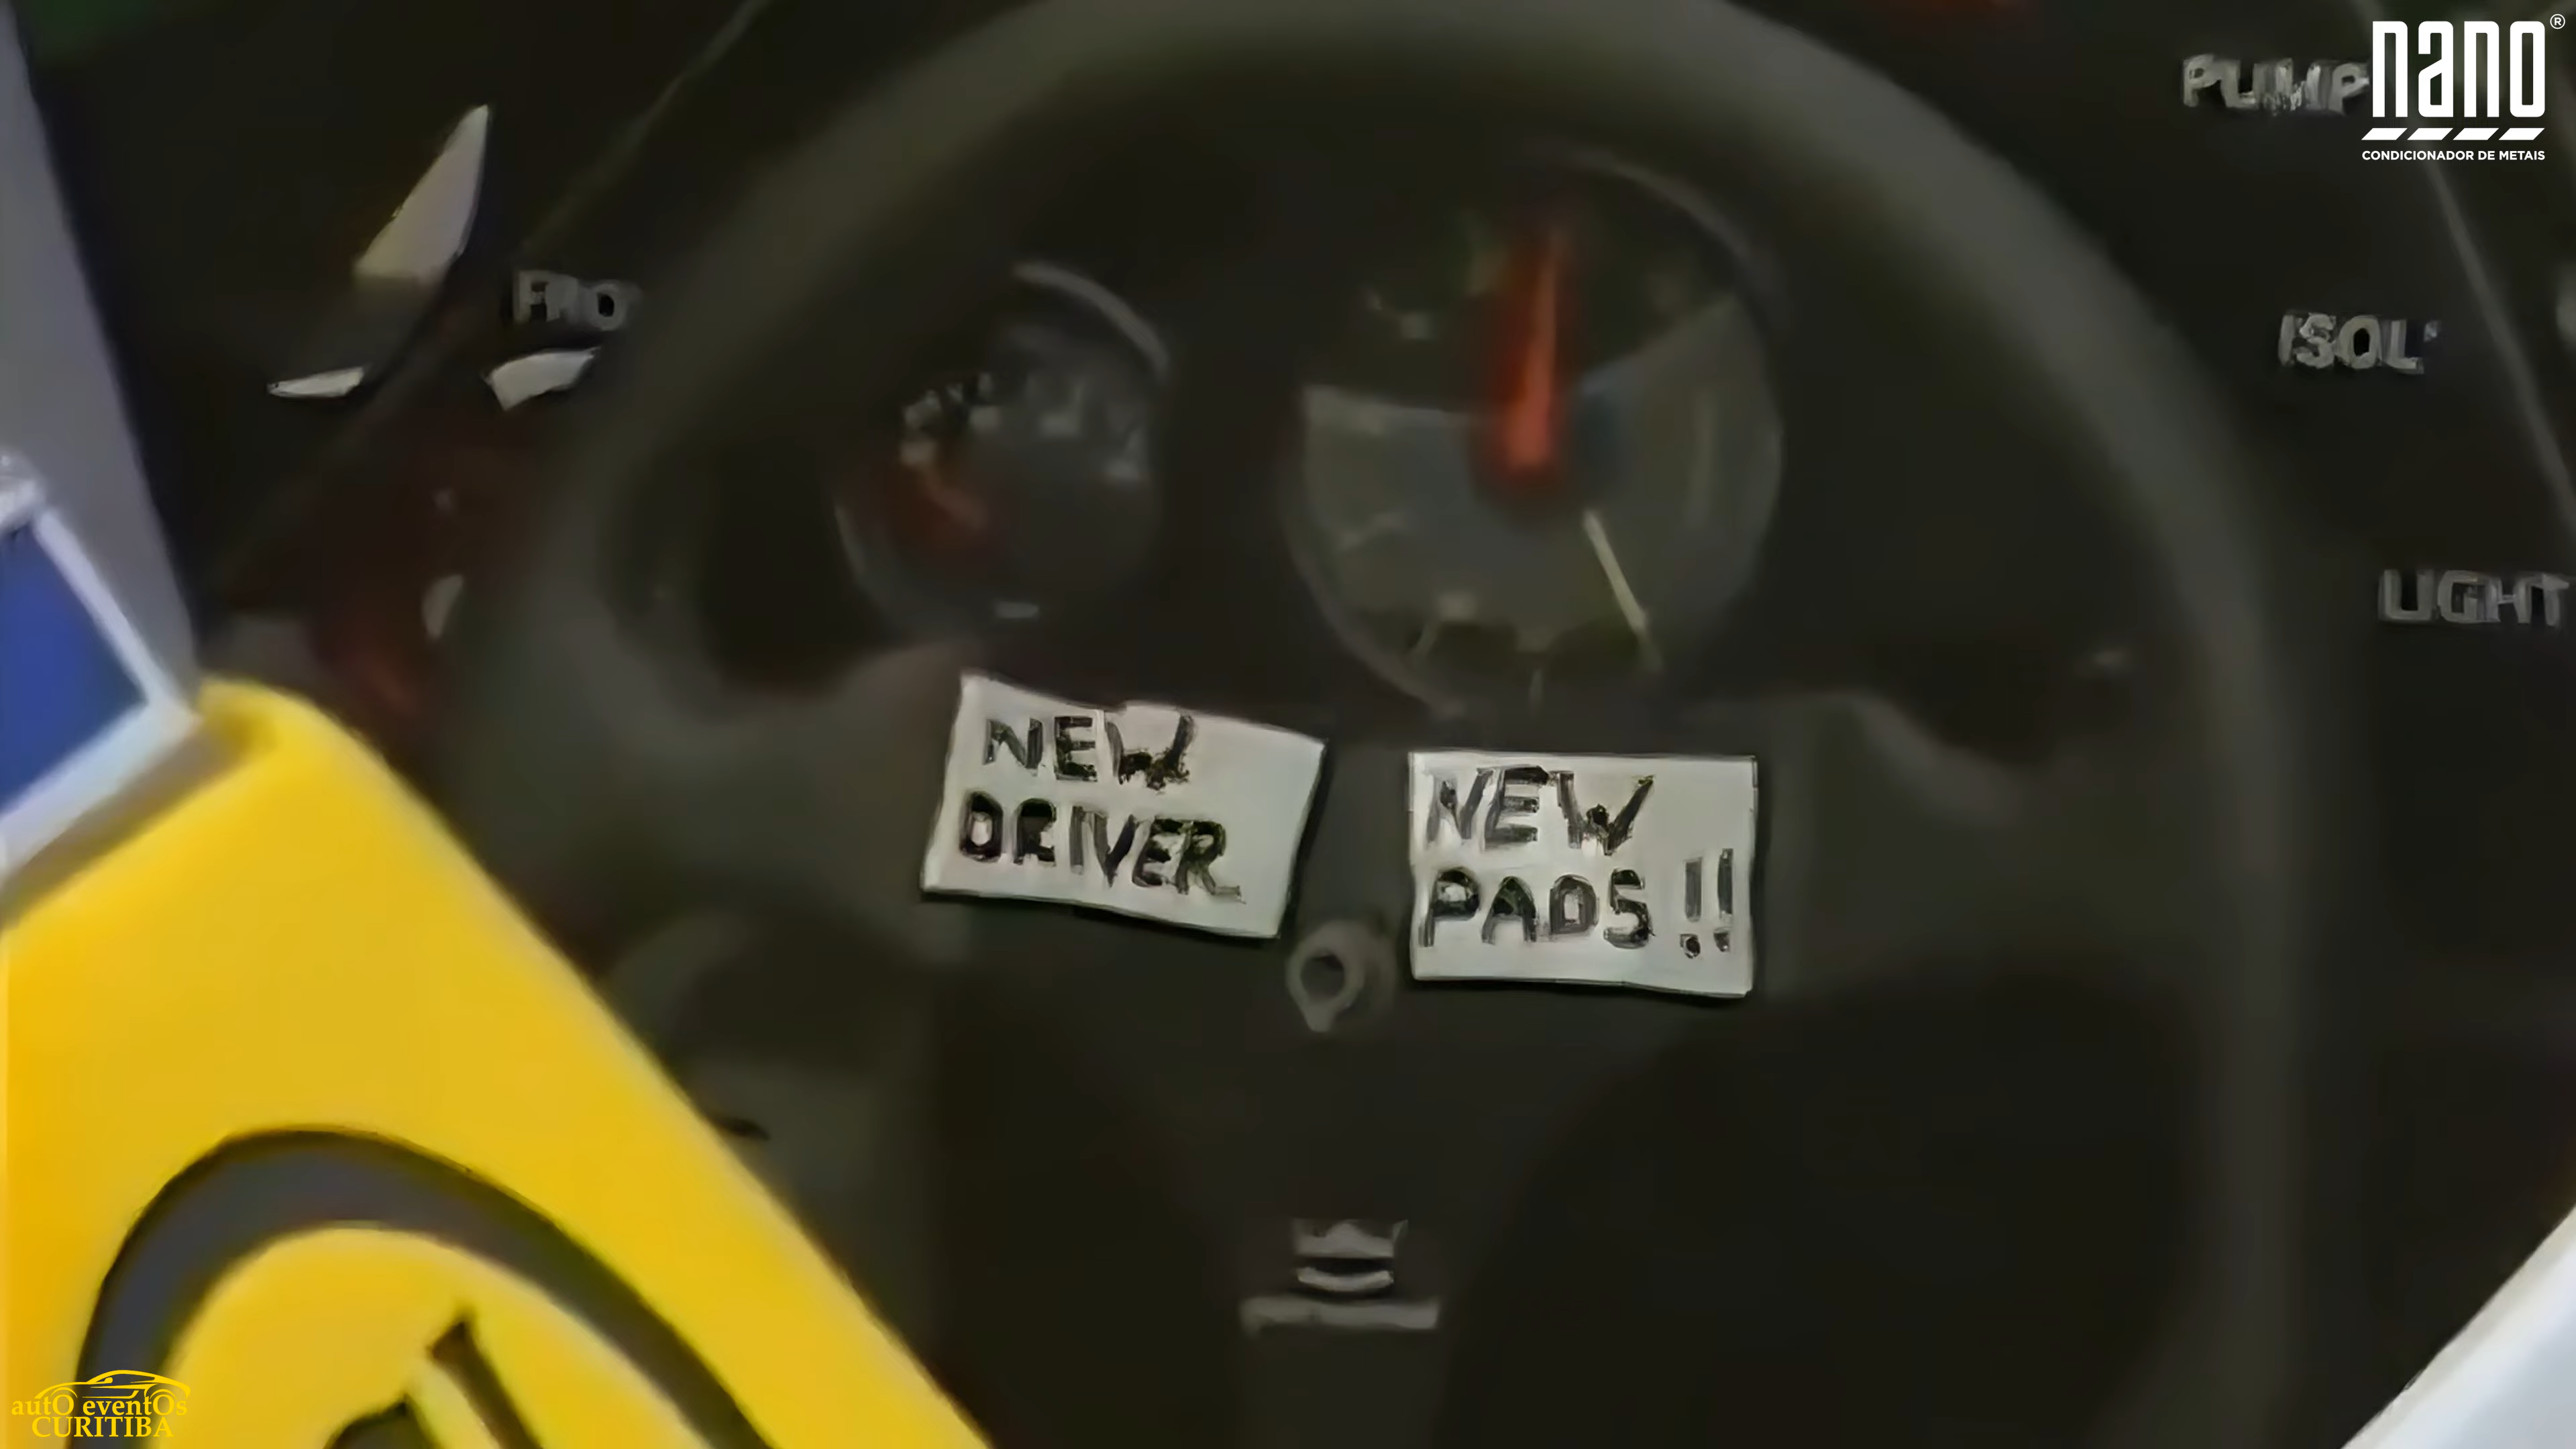 nano®
CONDICIONADOR DE METAIS
PUMP
ISOL
LIGHT
NEW
DRIVER
NEW
PADS!!
autO eventOs
CURITIBA